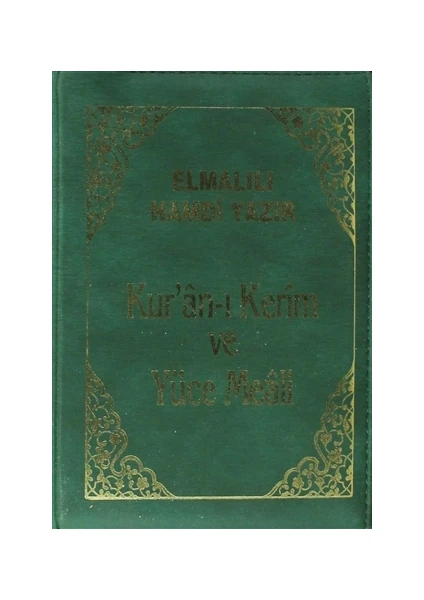 ELMALILI
HAMDİ YAZIR
Kur'ân-ı Kerîm
ve
Yüce Meâli